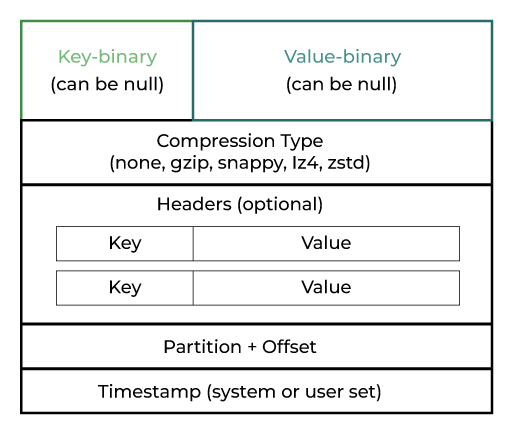 Key-binary
(can be null)
Value-binary
(can be null)
Compression Type
(none, gzip, snappy, lz4, zstd)
Headers (optional)
Key Value
Key Value
Partition + Offset
Timestamp (system or user set)